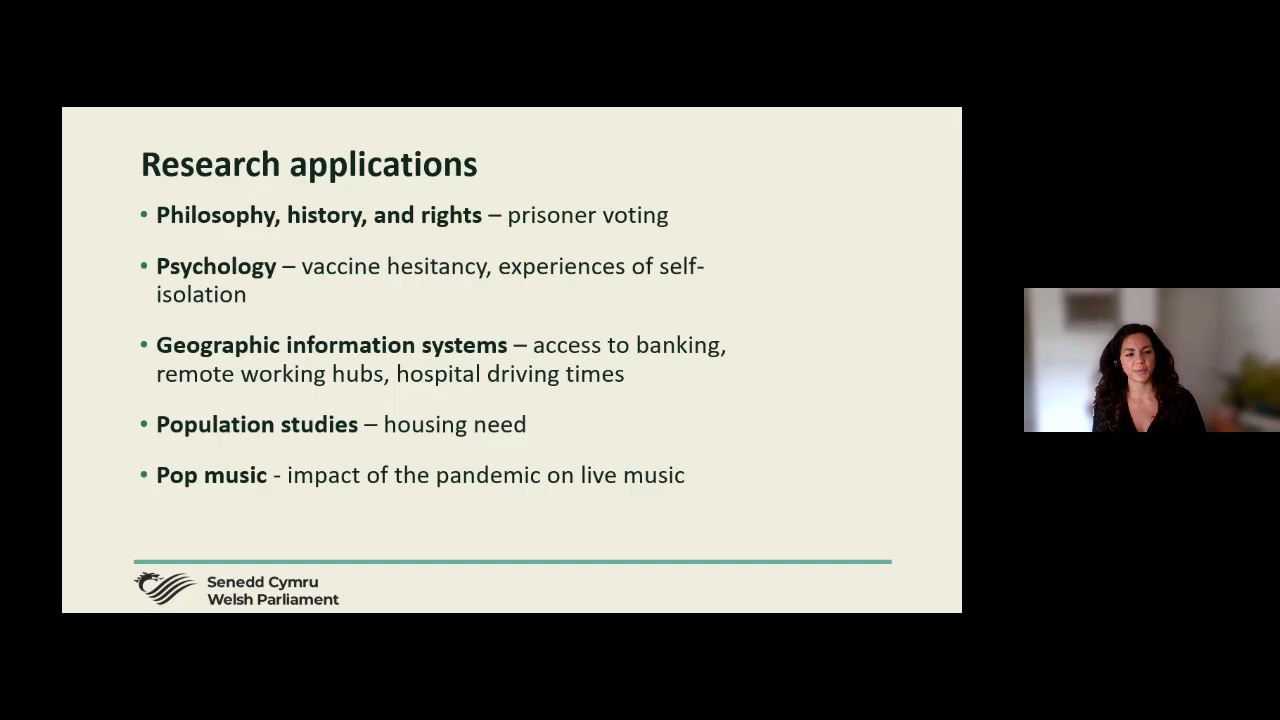 Research applications
• Philosophy, history, and rights – prisoner voting
• Psychology – vaccine hesitancy, experiences of self-
isolation
• Geographic information systems – access to banking,
remote working hubs, hospital driving times
• Population studies – housing need
• Pop music - impact of the pandemic on live music
Senedd Cymru
Welsh Parliament